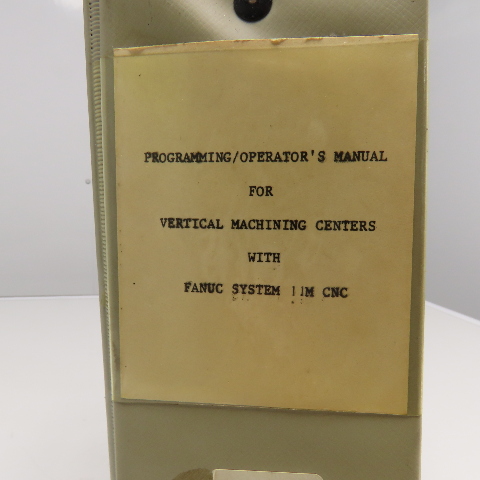 PROGRAMMING/OPERATOR'S MANUAL
FOR
VERTICAL MACHINING CENTERS
WITH
FANUC SYSTEM 11M CNC